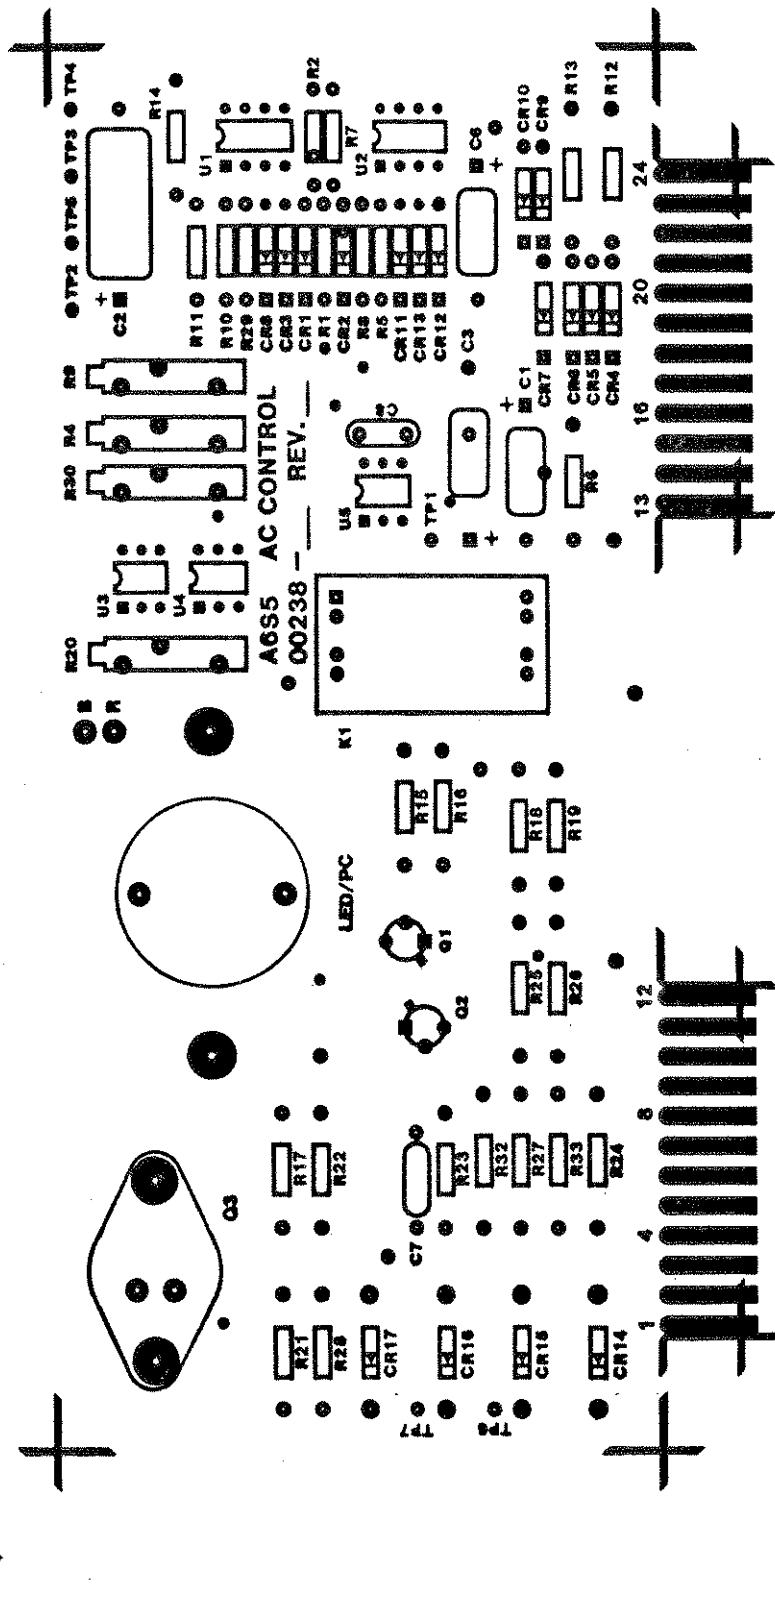 TP4
TP3
TP5
TP2
C2
R14
U1
R2
R7
U2
C6
CR10
CR9
R13
R12
24
R11
R10
R29
CR8
CR3
CR1
R1
CR2
R8
R5
CR11
CR13
CR12
C3
20
CR7
CR6
CR5
CR4
C1
R9
R4
R30
AC CONTROL
REV.
U5
TP1
R6
16
13
U3
U4
R20
A6S5
00238 –
K1
R
R15
R16
R18
R19
LED/PC
Q1
Q2
R25
R26
12
Q3
R17
R22
C7
R23
R32
R27
R33
R24
8
4
R21
R28
CR17
CR16
CR15
CR14
1
TP7